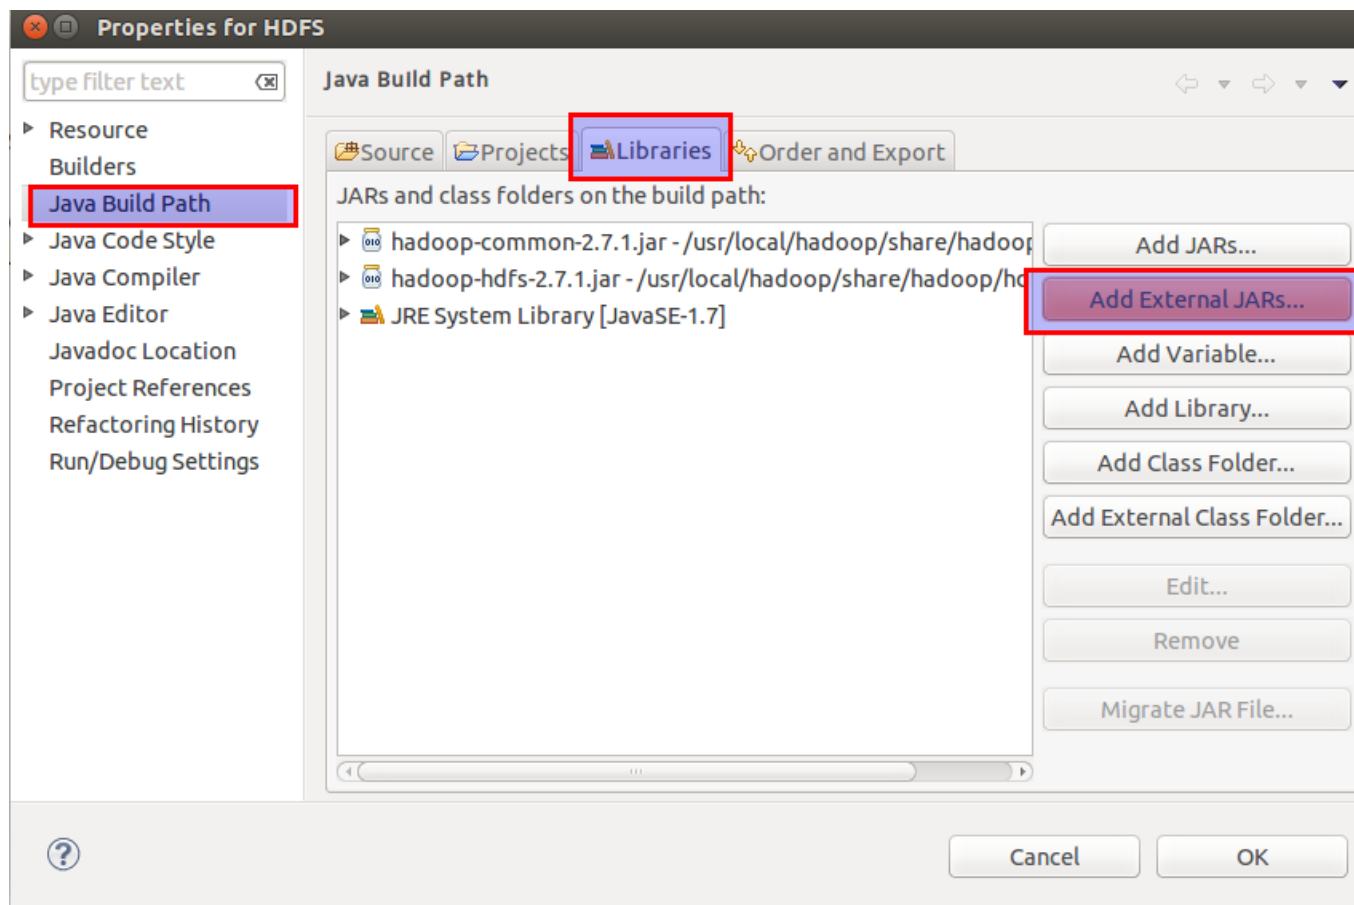 Properties for HDFS
type filter text
Resource
Builders
Java Build Path
Java Code Style
Java Compiler
Java Editor
Javadoc Location
Project References
Refactoring History
Run/Debug Settings
Java Build Path
Source Projects Libraries Order and Export
JARs and class folders on the build path:
hadoop-common-2.7.1.jar - /usr/local/hadoop/share/hadoop
hadoop-hdfs-2.7.1.jar - /usr/local/hadoop/share/hadoop/hd
JRE System Library [JavaSE-1.7]
Add JARs...
Add External JARs...
Add Variable...
Add Library...
Add Class Folder...
Add External Class Folder...
Edit...
Remove
Migrate JAR File...
Cancel OK